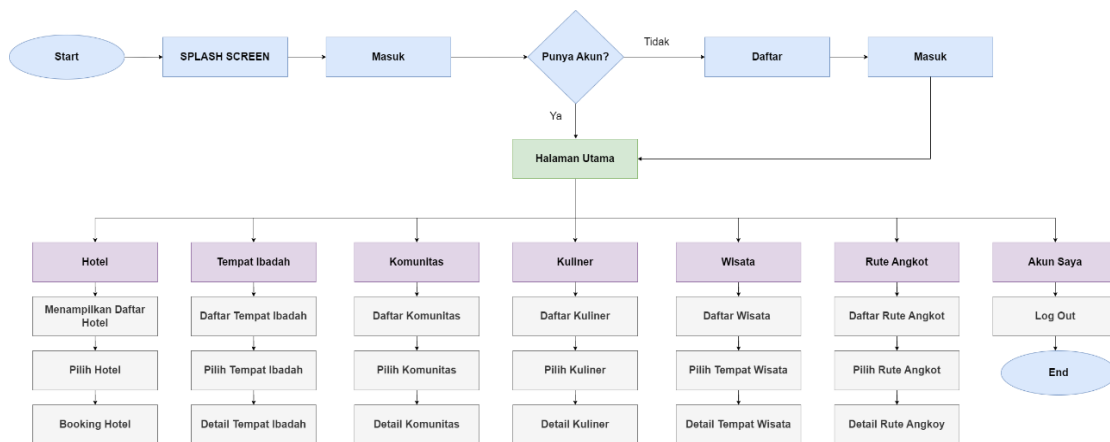 Start
SPLASH SCREEN
Masuk
Punya Akun?
Tidak
Daftar
Masuk
Ya
Halaman Utama
Hotel
Tempat Ibadah
Komunitas
Kuliner
Wisata
Rute Angkot
Akun Saya
Menampilkan Daftar
Hotel
Daftar Tempat Ibadah
Daftar Komunitas
Daftar Kuliner
Daftar Wisata
Daftar Rute Angkot
Log Out
Pilih Hotel
Pilih Tempat Ibadah
Pilih Komunitas
Pilih Kuliner
Pilih Tempat Wisata
Pilih Rute Angkot
End
Booking Hotel
Detail Tempat Ibadah
Detail Komunitas
Detail Kuliner
Detail Tempat Wisata
Detail Rute Angkoy